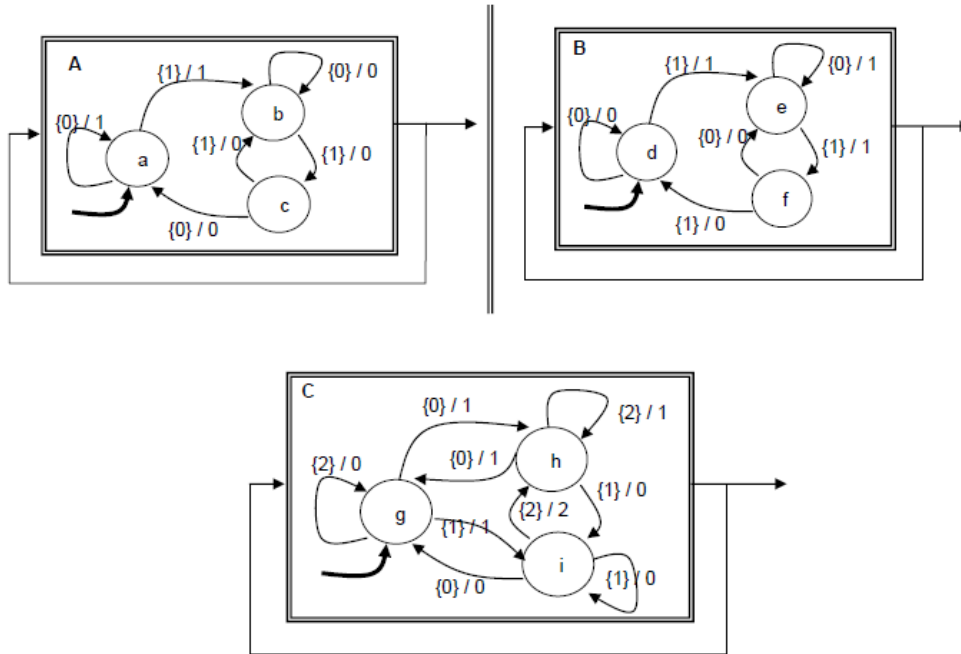 A
{1} / 1
{0} / 0
b
{0} / 1
a
{1} / 0
{1} / 0
c
{0} / 0
B
{1} / 1
{0} / 1
e
{0} / 0
d
{0} / 0
{1} / 1
f
{1} / 0
C
{0} / 1
{2} / 1
{0} / 1
h
{2} / 0
{1} / 0
g
{2} / 2
{1} / 1
i
{0} / 0
{1} / 0